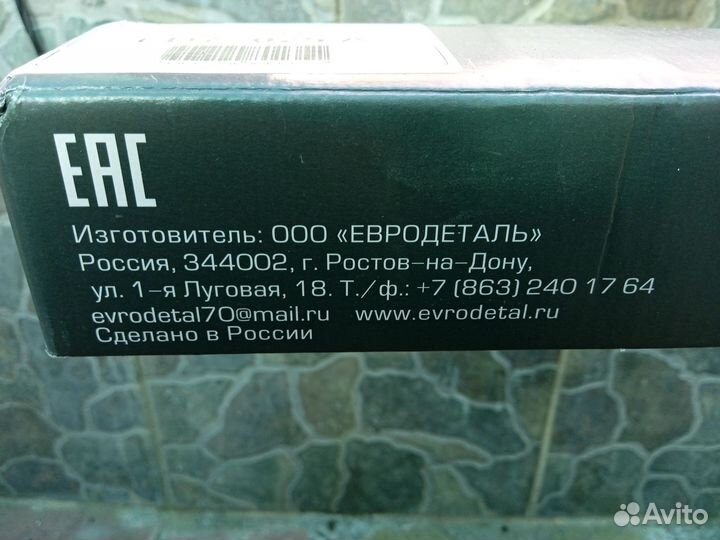 EAC
Изготовитель: ООО «ЕВРОДЕТАЛЬ»
Россия, 344002, г. Ростов-на-Дону,
ул. 1-я Луговая, 18. Т./ф.: +7 (863) 240 17 64
evrodetal70@mail.ru www.evrodetal.ru
Сделано в России
Avito